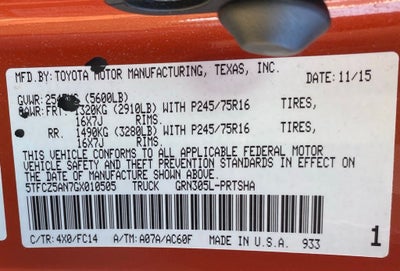 MFD.BY: TOYOTA MOTOR MANUFACTURING, TEXAS, INC.
DATE: 11/15
GVWR: (5600LB)
GAWR: FRT. 1320KG (2910LB) WITH P245/75R16 TIRES,
16X7J RIMS.
RR. 1490KG (3280LB) WITH P245/75R16 TIRES,
16X7J RIMS.
THIS VEHICLE CONFORMS TO ALL APPLICABLE FEDERAL MOTOR
VEHICLE SAFETY AND THEFT PREVENTION STANDARDS IN EFFECT ON
THE DATE OF MANUFACTURE SHOWN ABOVE.
5TFCZ5AN7GX010505 TRUCK GRN305L-PRTSHA
1
C/TR: 4X0/FC14 A/TM: A07A/AC60F MADE IN U.S.A. 933